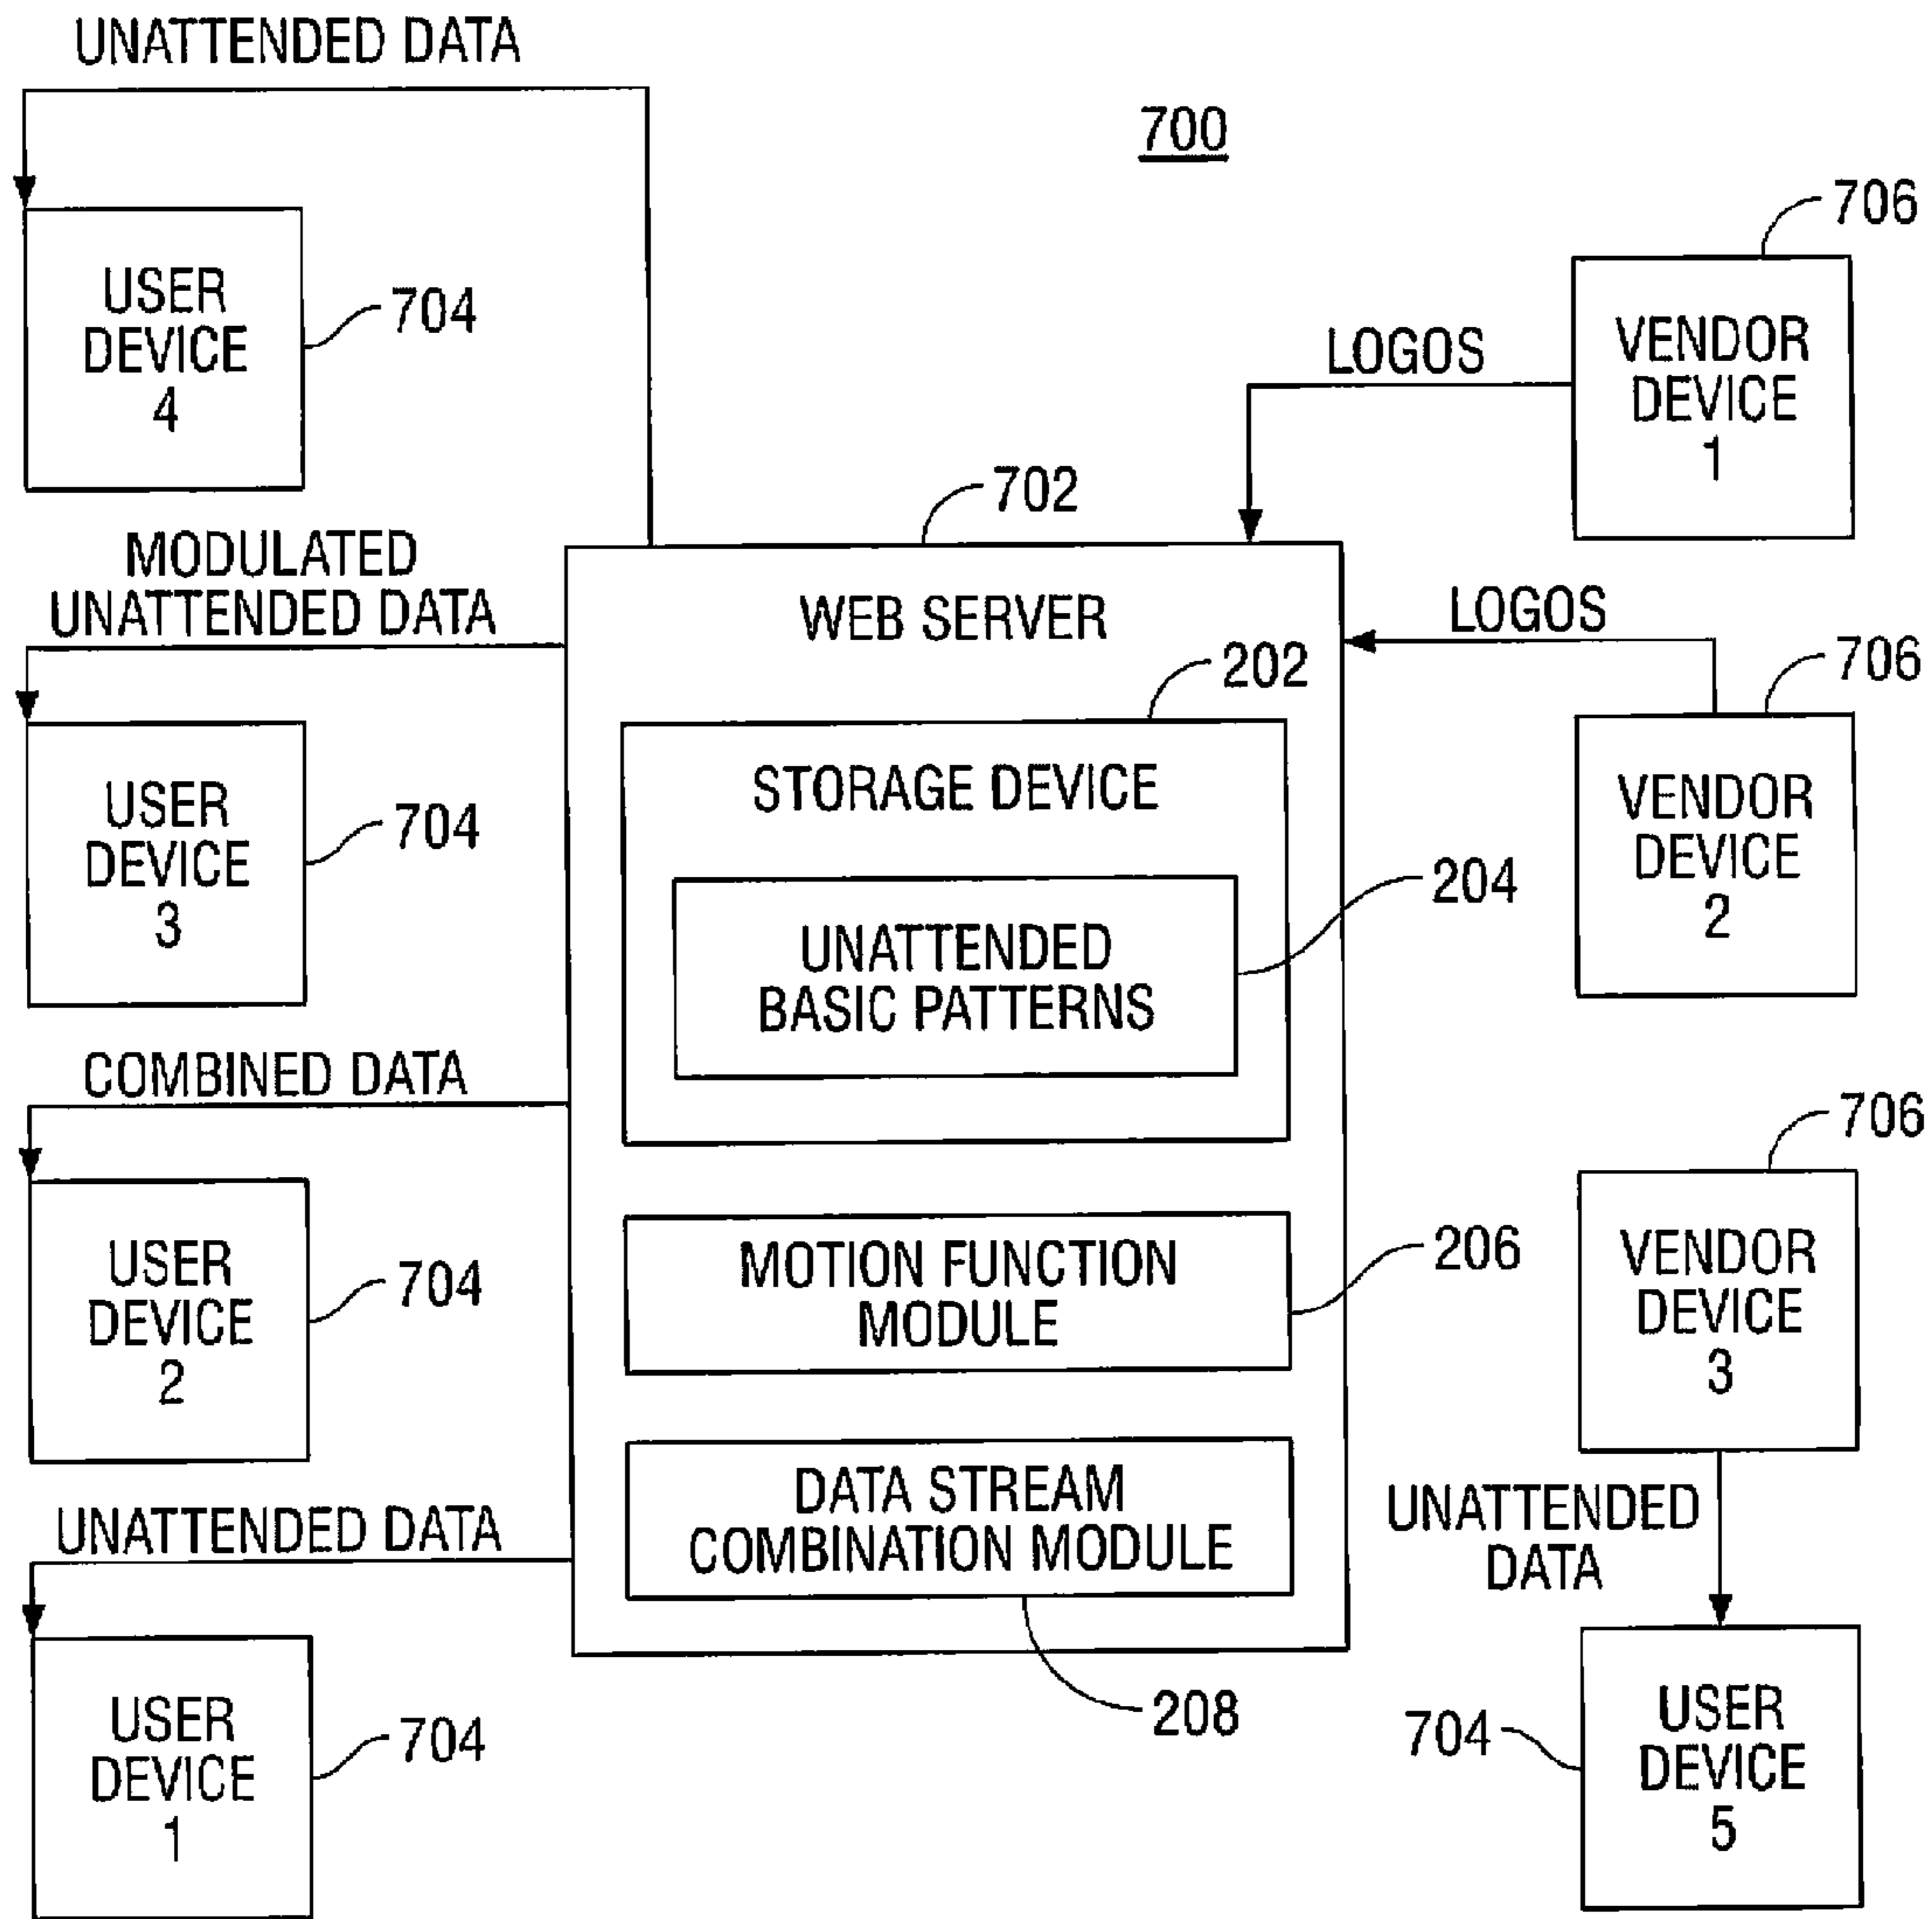 UNATTENDED DATA
700
706
USER
DEVICE
4
704
LOGOS
VENDOR
DEVICE
1
702
MODULATED
UNATTENDED DATA
WEB SERVER
LOGOS
706
202
USER
DEVICE
3
704
STORAGE DEVICE
VENDOR
DEVICE
2
204
UNATTENDED
BASIC PATTERNS
COMBINED DATA
706
USER
DEVICE
2
704
MOTION FUNCTION
MODULE
206
VENDOR
DEVICE
3
UNATTENDED DATA
DATA STREAM
COMBINATION MODULE
UNATTENDED
DATA
USER
DEVICE
1
704
208
704
USER
DEVICE
5